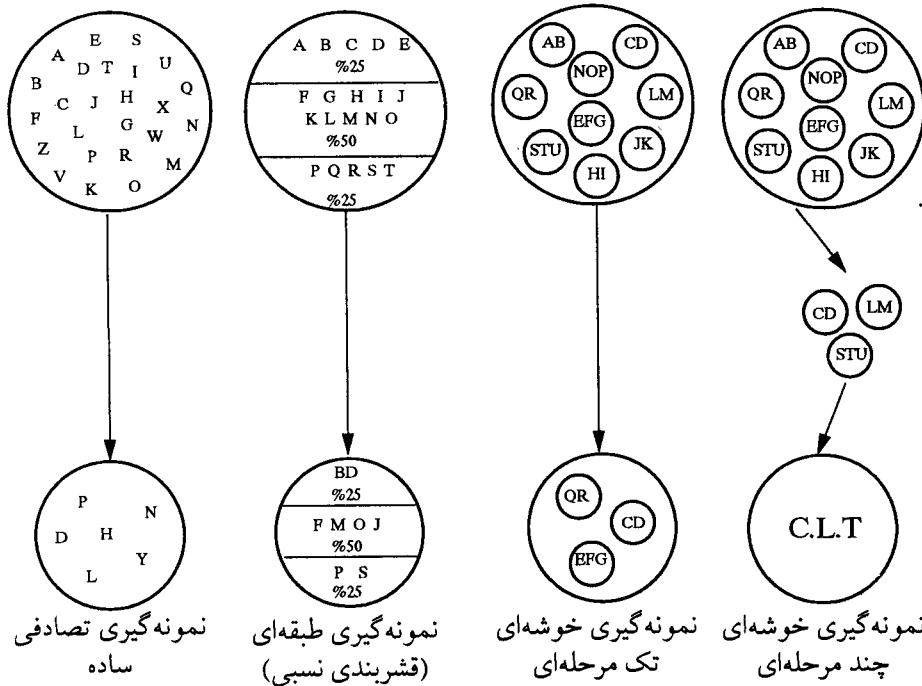 E S
A D T I U
B Q
C J H X
F L G W N
Z P R M
V K O
P N
D H
L Y
نمونه‌گیری تصادفی
ساده
A B C D E
%25
F G H I J
K L M N O
%50
P Q R S T
%25
BD
%25
F M O J
%50
P S
%25
نمونه‌گیری طبقه‌ای
(قشربندی نسبی)
AB
CD
NOP
QR
LM
EFG
STU
JK
HI
QR
CD
EFG
نمونه‌گیری خوشه‌ای
تک مرحله‌ای
AB
CD
NOP
QR
LM
EFG
STU
JK
HI
CD
LM
STU
C.L.T
نمونه‌گیری خوشه‌ای
چند مرحله‌ای